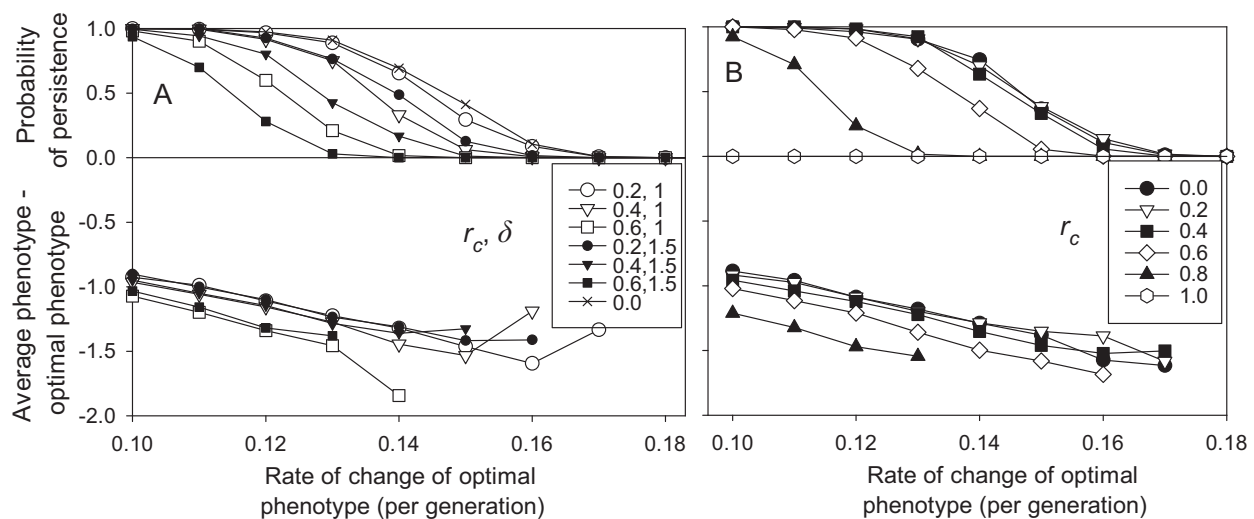 Probability
of persistence
Average phenotype -
optimal phenotype
1.0
0.5
0.0
-0.5
-1.0
-1.5
-2.0
A
r_c, δ
0.2, 1
0.4, 1
0.6, 1
0.2,1.5
0.4,1.5
0.6,1.5
0.0
0.10
0.12
0.14
0.16
0.18
Rate of change of optimal
phenotype (per generation)
B
r_c
0.0
0.2
0.4
0.6
0.8
1.0
0.10
0.12
0.14
0.16
0.18
Rate of change of optimal
phenotype (per generation)